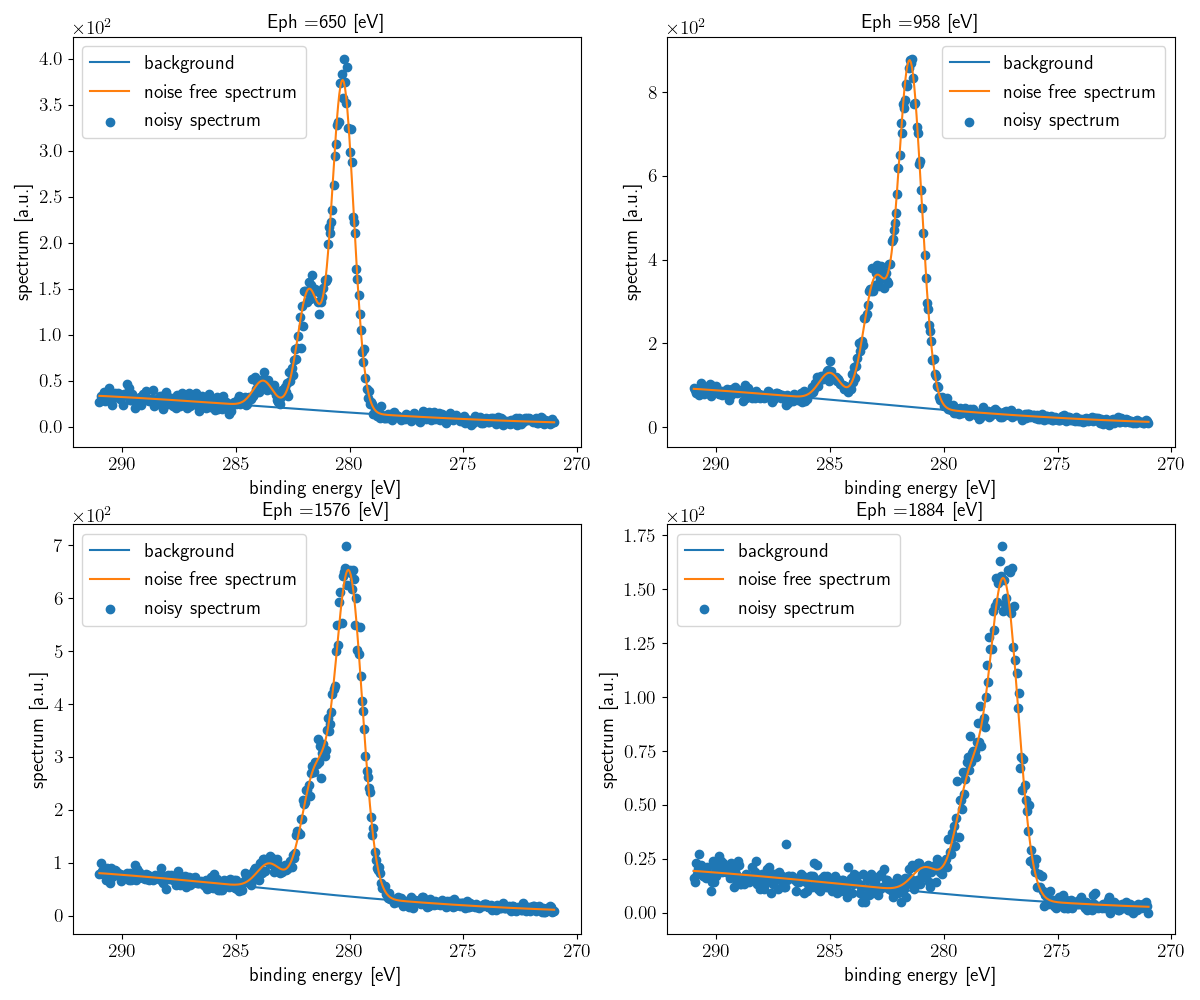 Eph =650 [eV]
×10²
4.0
3.5
3.0
2.5
2.0
1.5
1.0
0.5
0.0
spectrum [a.u.]
background
noise free spectrum
noisy spectrum
290
285
280
275
270
binding energy [eV]
Eph =958 [eV]
×10²
8
6
4
2
0
spectrum [a.u.]
background
noise free spectrum
noisy spectrum
290
285
280
275
270
binding energy [eV]
Eph =1576 [eV]
×10²
7
6
5
4
3
2
1
0
spectrum [a.u.]
background
noise free spectrum
noisy spectrum
290
285
280
275
270
binding energy [eV]
Eph =1884 [eV]
×10²
1.75
1.50
1.25
1.00
0.75
0.50
0.25
0.00
spectrum [a.u.]
background
noise free spectrum
noisy spectrum
290
285
280
275
270
binding energy [eV]